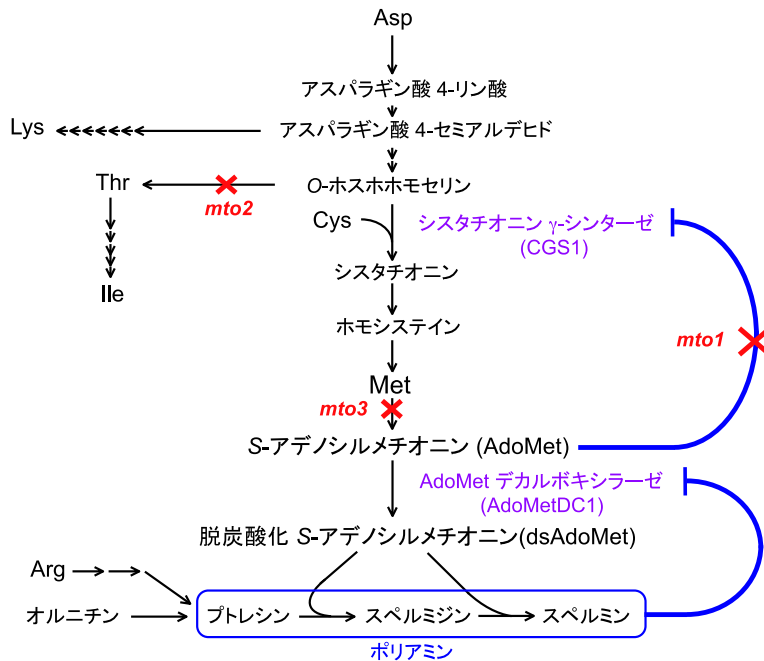 Asp
アスパラギン酸 4-リン酸
Lys
アスパラギン酸 4-セミアルデヒド
Thr
mto2
O-ホスホホモセリン
Cys
シスタチオニン γ-シンターゼ
(CGS1)
シスタチオニン
Ile
ホモシステイン
mto1
Met
mto3
S-アデノシルメチオニン (AdoMet)
AdoMet デカルボキシラーゼ
(AdoMetDC1)
脱炭酸化 S-アデノシルメチオニン(dsAdoMet)
Arg
オルニチン
プトレシン
スペルミジン
スペルミン
ポリアミン